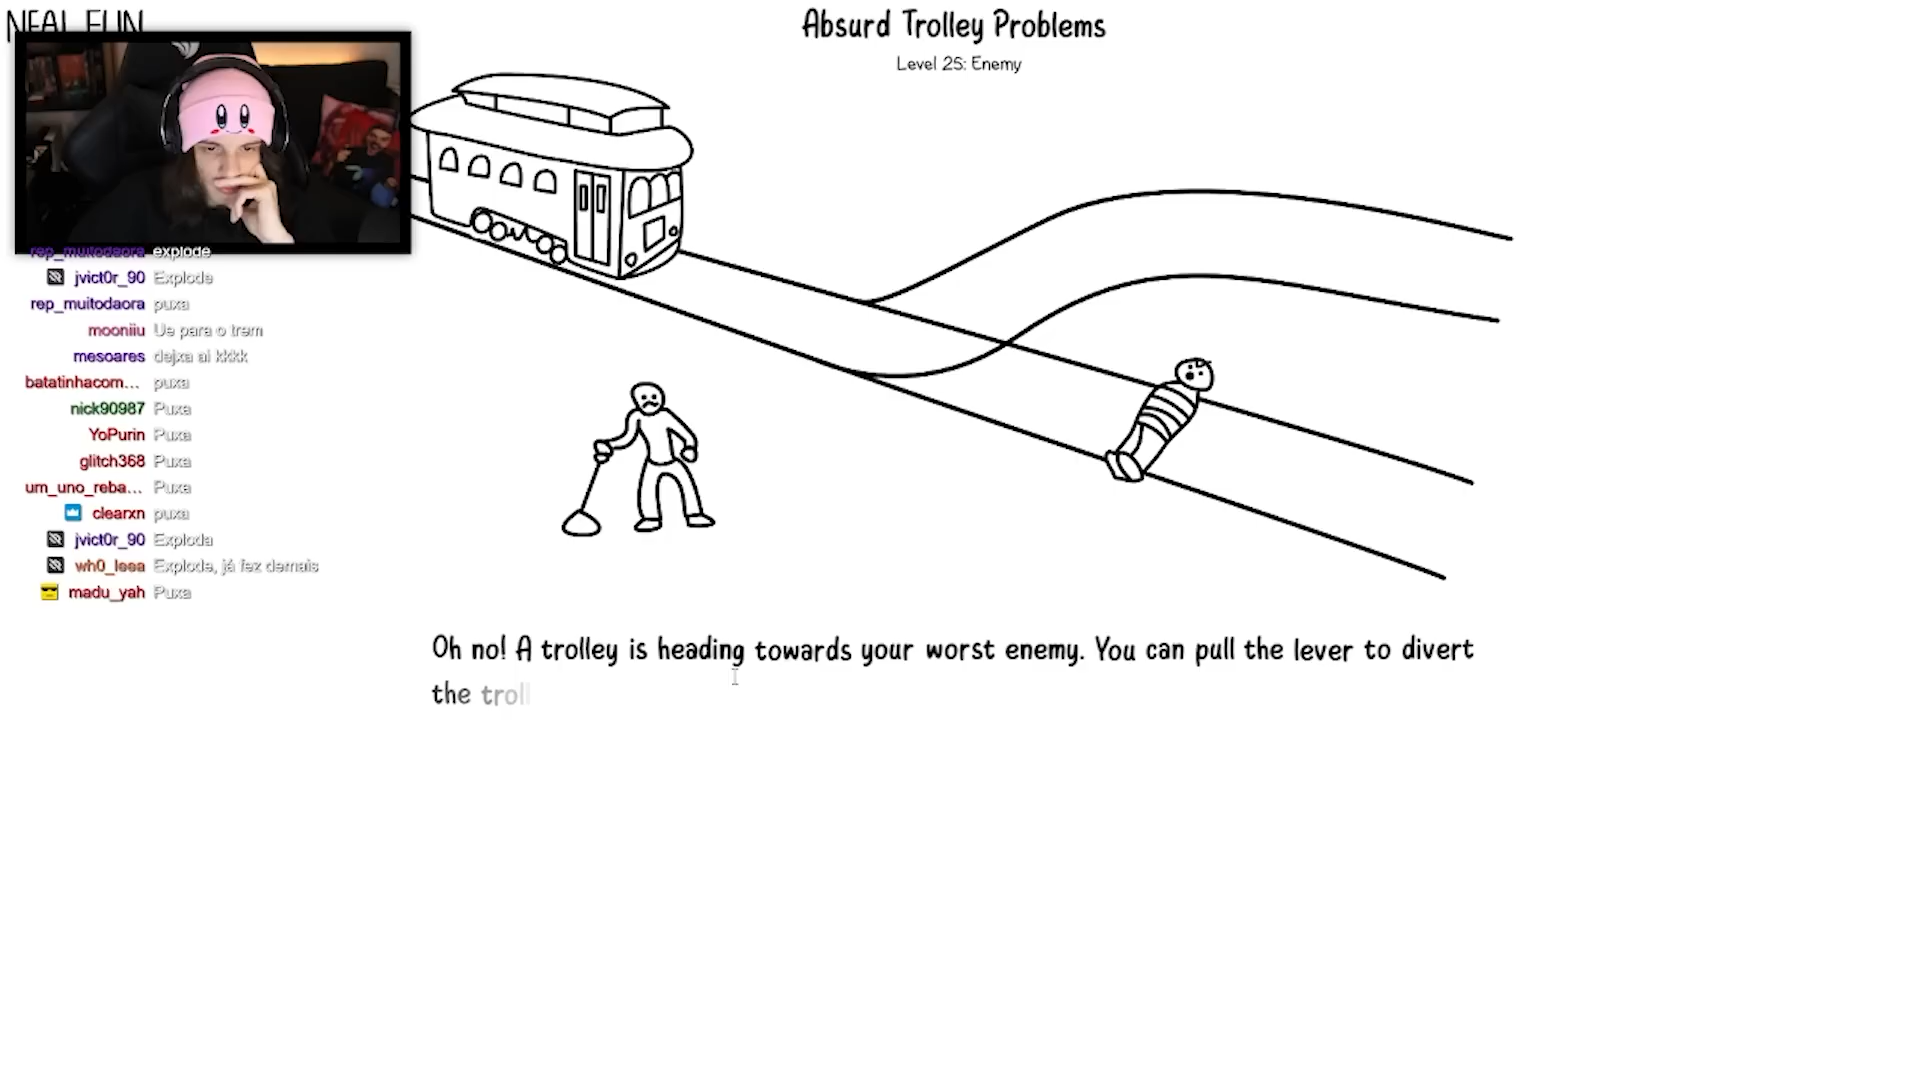 NEAL FUN
Absurd Trolley Problems
Level 25: Enemy
rep_muitodaora explode
jvict0r_90 Explode
rep_muitodaora puxa
mooniiu Ue para o trem
mesoares dejxa ai kkkk
batatinhacom... puxa
nick90987 Puxa
YoPurin Puxa
glitch368 Puxa
um_uno_reba... Puxa
clearxn puxa
jvict0r_90 Exploda
wh0_leea Explode, já fez demais
madu_yah Puxa
Oh no! A trolley is heading towards your worst enemy. You can pull the lever to divert
the troll